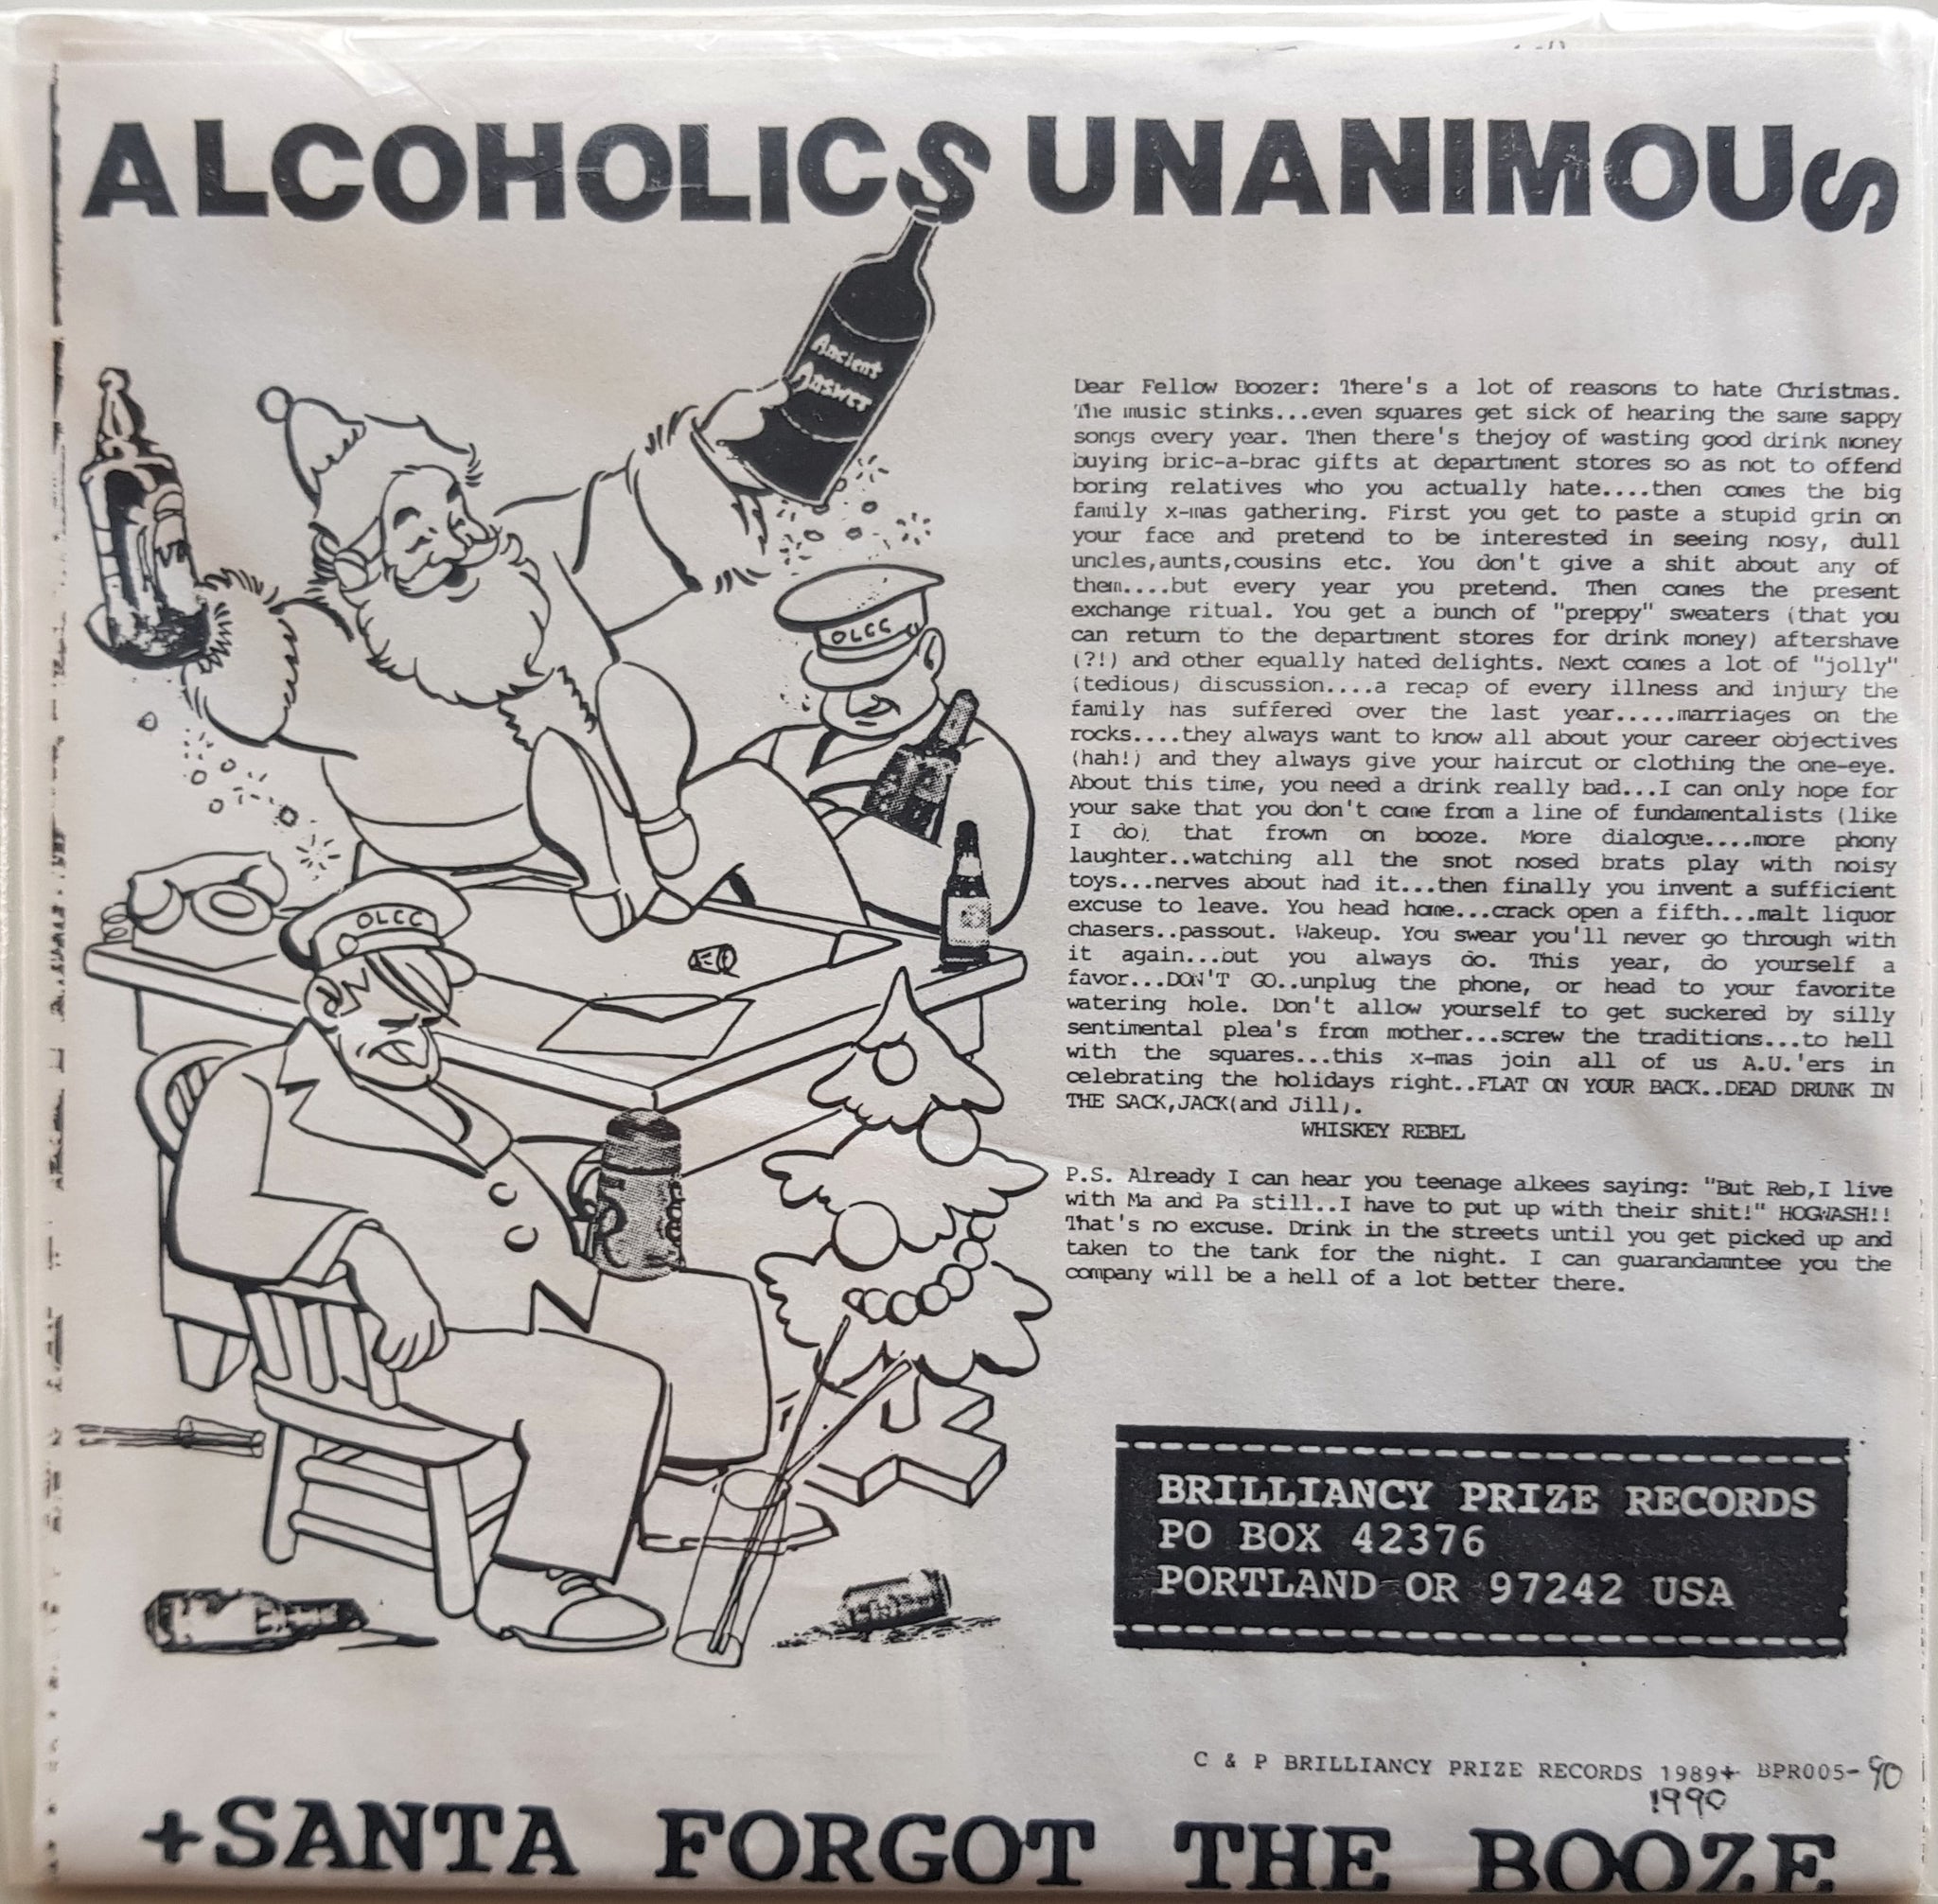 ALCOHOLICS UNANIMOUS
Ancient
Answer
OLCC
OLCC
Dear Fellow Boozer: There's a lot of reasons to hate Christmas.
The music stinks...even squares get sick of hearing the same sappy
songs every year. Then there's thejoy of wasting good drink money
buying bric-a-brac gifts at department stores so as not to offend
boring relatives who you actually hate....then comes the big
family x-mas gathering. First you get to paste a stupid grin on
your face and pretend to be interested in seeing nosy, dull
uncles,aunts,cousins etc. You don't give a shit about any of
them....but every year you pretend. Then comes the present
exchange ritual. You get a bunch of "preppy" sweaters (that you
can return to the department stores for drink money) aftershave
(?!) and other equally hated delights. Next comes a lot of "jolly"
(tedious) discussion....a recap of every illness and injury the
family has suffered over the last year.....marriages on the
rocks....they always want to know all about your career objectives
(hah!) and they always give your haircut or clothing the one-eye.
About this time, you need a drink really bad...I can only hope for
your sake that you don't come from a line of fundamentalists (like
I do), that frown on booze. More dialogue....more phony
laughter..watching all the snot nosed brats play with noisy
toys...nerves about had it...then finally you invent a sufficient
excuse to leave. You head home...crack open a fifth...malt liquor
chasers..passout. Wakeup. You swear you'll never go through with
it again...but you always do. This year, do yourself a
favor...DON'T GO..unplug the phone, or head to your favorite
watering hole. Don't allow yourself to get suckered by silly
sentimental plea's from mother...screw the traditions...to hell
with the squares...this x-mas join all of us A.U.'ers in
celebrating the holidays right..FLAT ON YOUR BACK..DEAD DRUNK IN
THE SACK,JACK(and Jill).
WHISKEY REBEL
P.S. Already I can hear you teenage alkees saying: "But Reb,I live
with Ma and Pa still..I have to put up with their shit!" HOGWASH!!
That's no excuse. Drink in the streets until you get picked up and
taken to the tank for the night. I can guarandamntee you the
company will be a hell of a lot better there.
BRILLIANCY PRIZE RECORDS
PO BOX 42376
PORTLAND OR 97242 USA
C & P BRILLIANCY PRIZE RECORDS 1989+ BPR005-90
1990
+SANTA FORGOT THE BOOZE